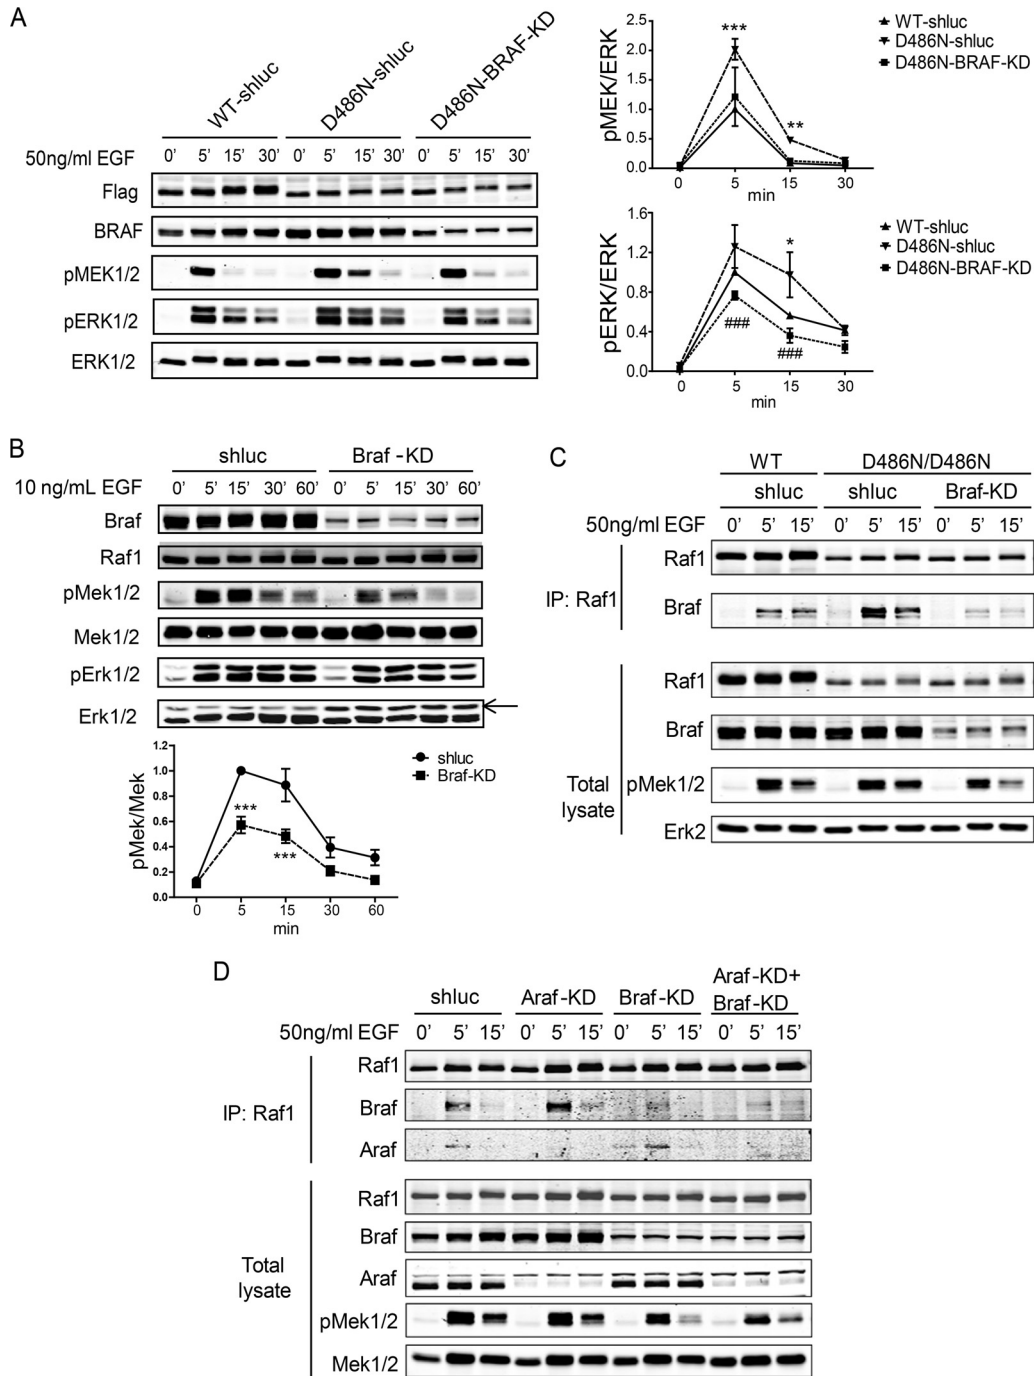 A
WT-shluc
D486N-shluc
D486N-BRAF-KD
50ng/ml EGF 0' 5' 15' 30' 0' 5' 15' 30' 0' 5' 15' 30'
Flag
BRAF
pMEK1/2
pERK1/2
ERK1/2
pMEK/ERK
2.5
2.0
1.5
1.0
0.5
0.0
***
**
WT-shluc
D486N-shluc
D486N-BRAF-KD
0 5 15 30
min
pERK/ERK
1.6
1.2
0.8
0.4
0.0
*
###
###
WT-shluc
D486N-shluc
D486N-BRAF-KD
0 5 15 30
min
B
shluc Braf-KD
10 ng/mL EGF 0' 5' 15' 30' 60' 0' 5' 15' 30' 60'
Braf
Raf1
pMek1/2
Mek1/2
pErk1/2
Erk1/2
pMek/Mek
1.2
1.0
0.8
0.6
0.4
0.2
0.0
***
***
shluc
Braf-KD
0 5 15 30 60
min
C
WT D486N/D486N
shluc shluc Braf-KD
50ng/ml EGF 0' 5' 15' 0' 5' 15' 0' 5' 15'
IP: Raf1
Raf1
Braf
Total
lysate
Raf1
Braf
pMek1/2
Erk2
D
shluc Araf-KD Braf-KD Araf-KD+
Braf-KD
50ng/ml EGF 0' 5' 15' 0' 5' 15' 0' 5' 15' 0' 5' 15'
IP: Raf1
Raf1
Braf
Araf
Total
lysate
Raf1
Braf
Araf
pMek1/2
Mek1/2